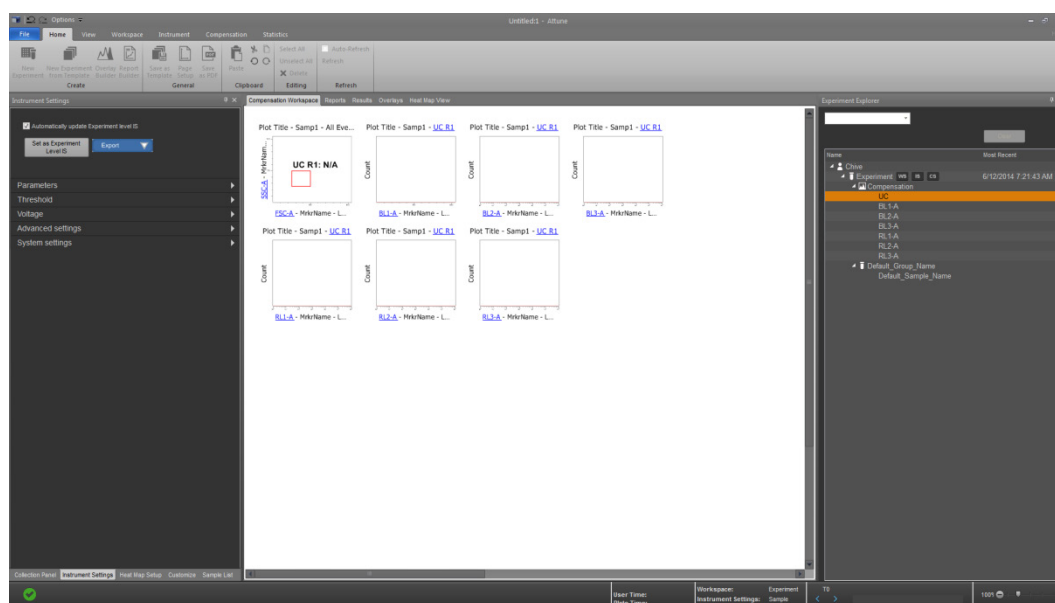 Options
Untitled:1 - Attune
File Home View Workspace Instrument Compensation Statistics
New Experiment
New Experiment from Template
Overlay Builder
Report Builder
Save as Template
Page Setup
Save as PDF
Paste
Select All
Unselect All
Delete
Auto-Refresh
Refresh
Create General Clipboard Editing Refresh
Instrument Settings
Compensation Workspace Reports Results Overlays Heat Map View
Experiment Explorer
Automatically update Experiment level IS
Set as Experiment Level IS
Export
Parameters
Threshold
Voltage
Advanced settings
System settings
Plot Title - Samp1 - All Eve...
SSC-A - MrkrNam...
UC R1: N/A
FSC-A - MrkrName - L...
Plot Title - Samp1 - UC R1
Count
BL1-A - MrkrName - L...
Plot Title - Samp1 - UC R1
Count
BL2-A - MrkrName - L...
Plot Title - Samp1 - UC R1
Count
BL3-A - MrkrName - L...
Plot Title - Samp1 - UC R1
Count
RL1-A - MrkrName - L...
Plot Title - Samp1 - UC R1
Count
RL2-A - MrkrName - L...
Plot Title - Samp1 - UC R1
Count
RL3-A - MrkrName - L...
Name Most Recent
Chive
Experiment WS IS CS 6/12/2014 7:21:43 AM
Compensation
UC
BL1-A
BL2-A
BL3-A
RL1-A
RL2-A
RL3-A
Default_Group_Name
Default_Sample_Name
Collection Panel Instrument Settings Heat Map Setup Customize Sample List
User Time:
Plate Time:
Workspace: Experiment
Instrument Settings: Sample
T0
100%